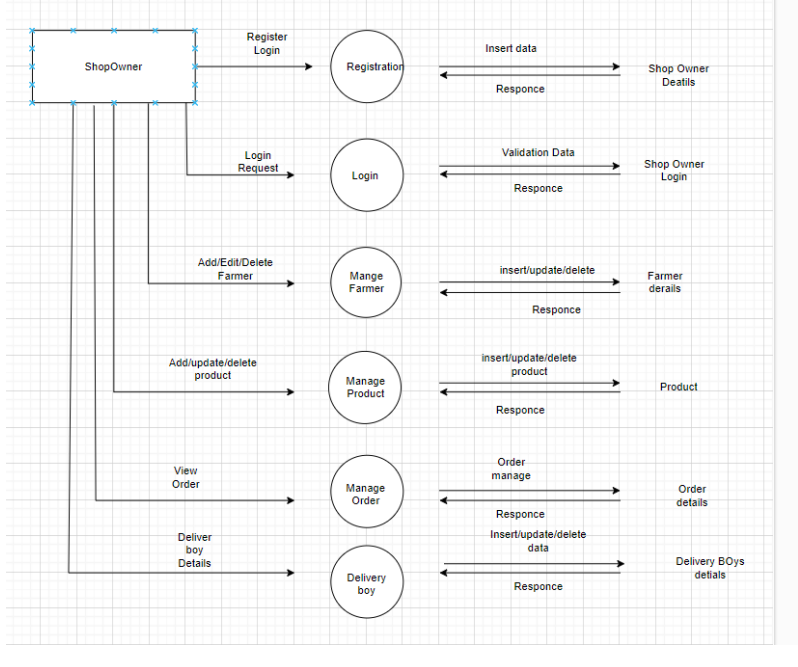 Register
Login
Insert data
ShopOwner
Registration
Shop Owner
Deatils
Responce
Login
Request
Validation Data
Login
Shop Owner
Login
Responce
Add/Edit/Delete
Farmer
Mange
Farmer
insert/update/delete
Farmer
derails
Responce
Add/update/delete
product
Manage
Product
insert/update/delete
product
Product
Responce
View
Order
Manage
Order
Order
manage
Order
details
Responce
Deliver
boy
Details
Delivery
boy
Insert/update/delete
data
Delivery BOys
detials
Responce